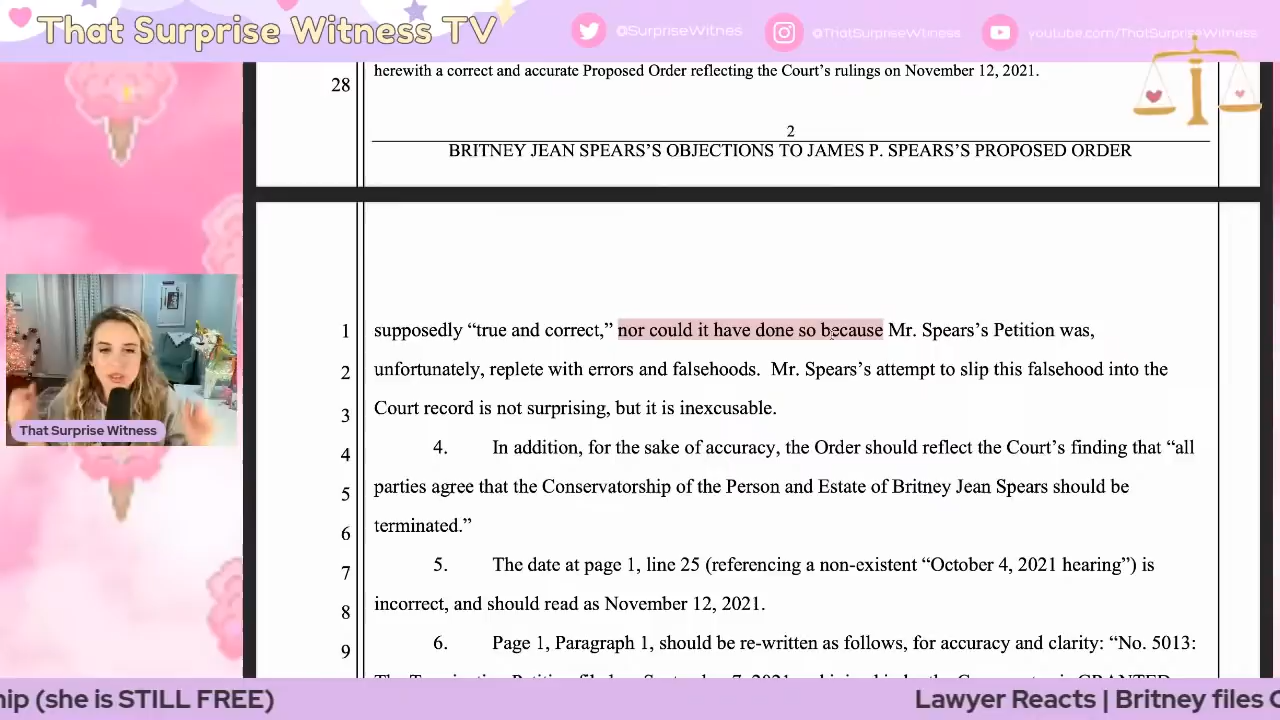 That Surprise Witness TV
@SurpriseWitnes
@ThatSurpriseWitness
youtube.com/ThatSurpriseWitness
herewith a correct and accurate Proposed Order reflecting the Court's rulings on November 12, 2021.
28
2
BRITNEY JEAN SPEARS'S OBJECTIONS TO JAMES P. SPEARS'S PROPOSED ORDER
1 supposedly “true and correct,” nor could it have done so because Mr. Spears's Petition was,
2 unfortunately, replete with errors and falsehoods. Mr. Spears's attempt to slip this falsehood into the
3 Court record is not surprising, but it is inexcusable.
4 4. In addition, for the sake of accuracy, the Order should reflect the Court's finding that “all
5 parties agree that the Conservatorship of the Person and Estate of Britney Jean Spears should be
6 terminated.”
7 5. The date at page 1, line 25 (referencing a non-existent “October 4, 2021 hearing”) is
8 incorrect, and should read as November 12, 2021.
9 6. Page 1, Paragraph 1, should be re-written as follows, for accuracy and clarity: “No. 5013:
That Surprise Witness
hip (she is STILL FREE)
Lawyer Reacts | Britney files